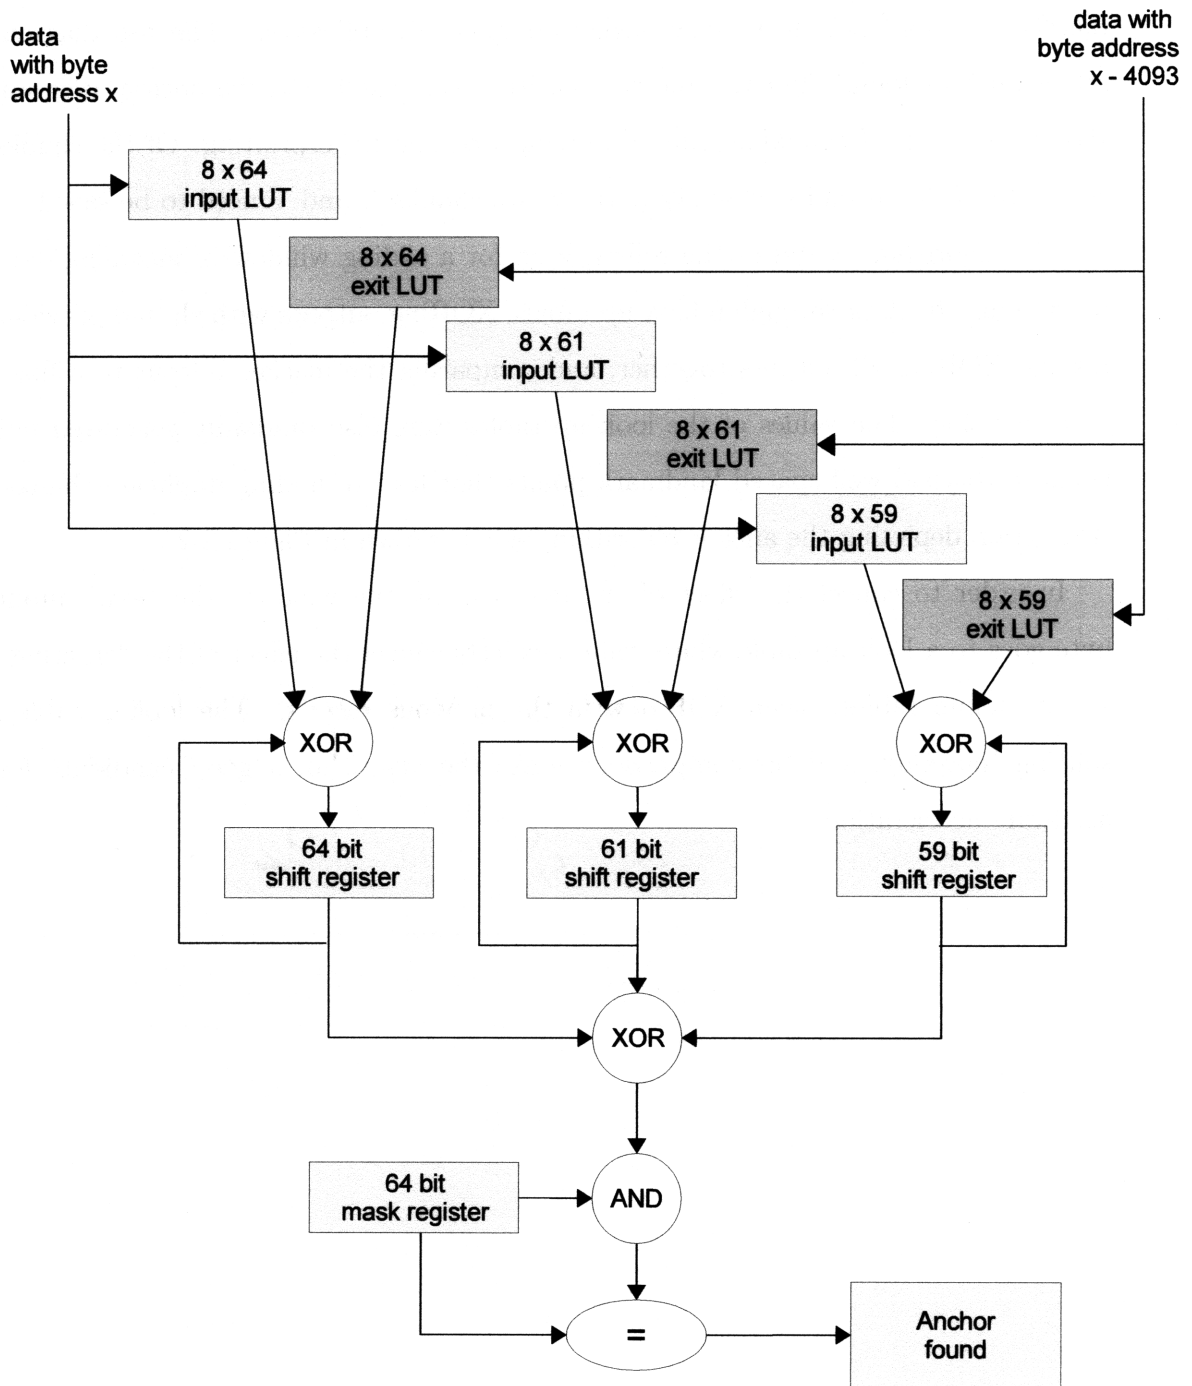 data
with byte
address x
data with
byte address
x - 4093
8 x 64
input LUT
8 x 64
exit LUT
8 x 61
input LUT
8 x 61
exit LUT
8 x 59
input LUT
8 x 59
exit LUT
XOR
XOR
XOR
64 bit
shift register
61 bit
shift register
59 bit
shift register
XOR
64 bit
mask register
AND
=
Anchor
found